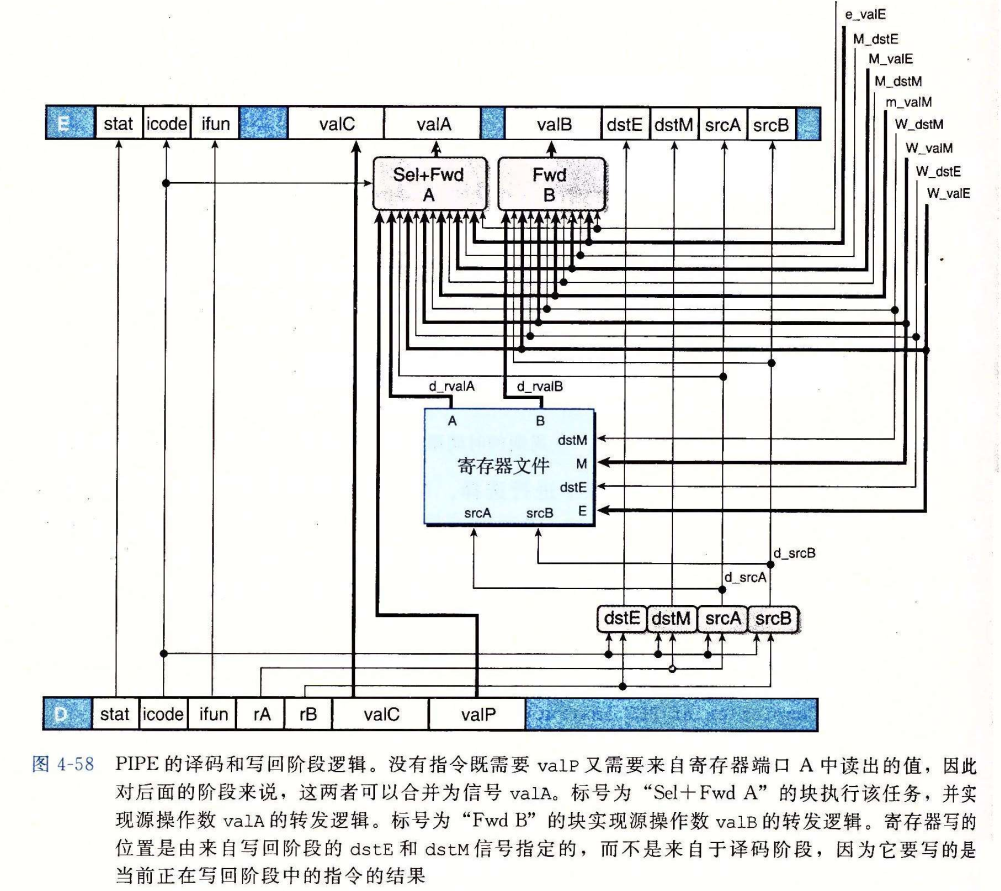 e_valE
M_dstE
M_valE
M_dstM
m_valM
W_dstM
W_valM
W_dstE
W_valE
E stat icode ifun valC valA valB dstE dstM srcA srcB
Sel+Fwd
A
Fwd
B
d_rvalA d_rvalB
A B
dstM
寄存器文件 M
dstE
srcA srcB E
d_srcB
d_srcA
dstE dstM srcA srcB
D stat icode ifun rA rB valC valP
图 4-58 PIPE 的译码和写回阶段逻辑。没有指令既需要 valP 又需要来自寄存器端口 A 中读出的值，因此
对后面的阶段来说，这两者可以合并为信号 valA。标号为“Sel+Fwd A”的块执行该任务，并实
现源操作数 valA 的转发逻辑。标号为“Fwd B”的块实现源操作数 valB 的转发逻辑。寄存器写的
位置是由来自写回阶段的 dstE 和 dstM 信号指定的，而不是来自于译码阶段，因为它要写的是
当前正在写回阶段中的指令的结果